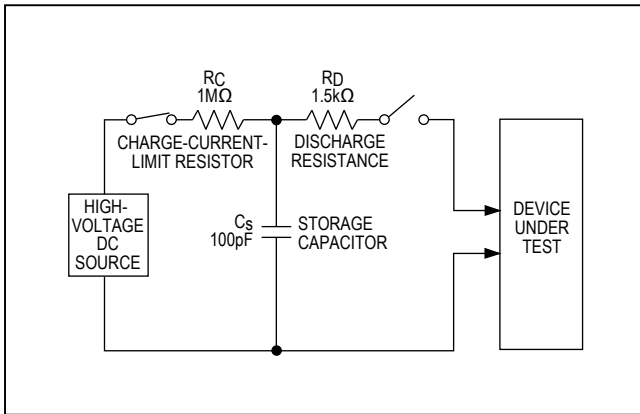 RC
1MΩ
CHARGE-CURRENT-
LIMIT RESISTOR
RD
1.5kΩ
DISCHARGE
RESISTANCE
HIGH-
VOLTAGE
DC
SOURCE
Cs
100pF
STORAGE
CAPACITOR
DEVICE
UNDER
TEST